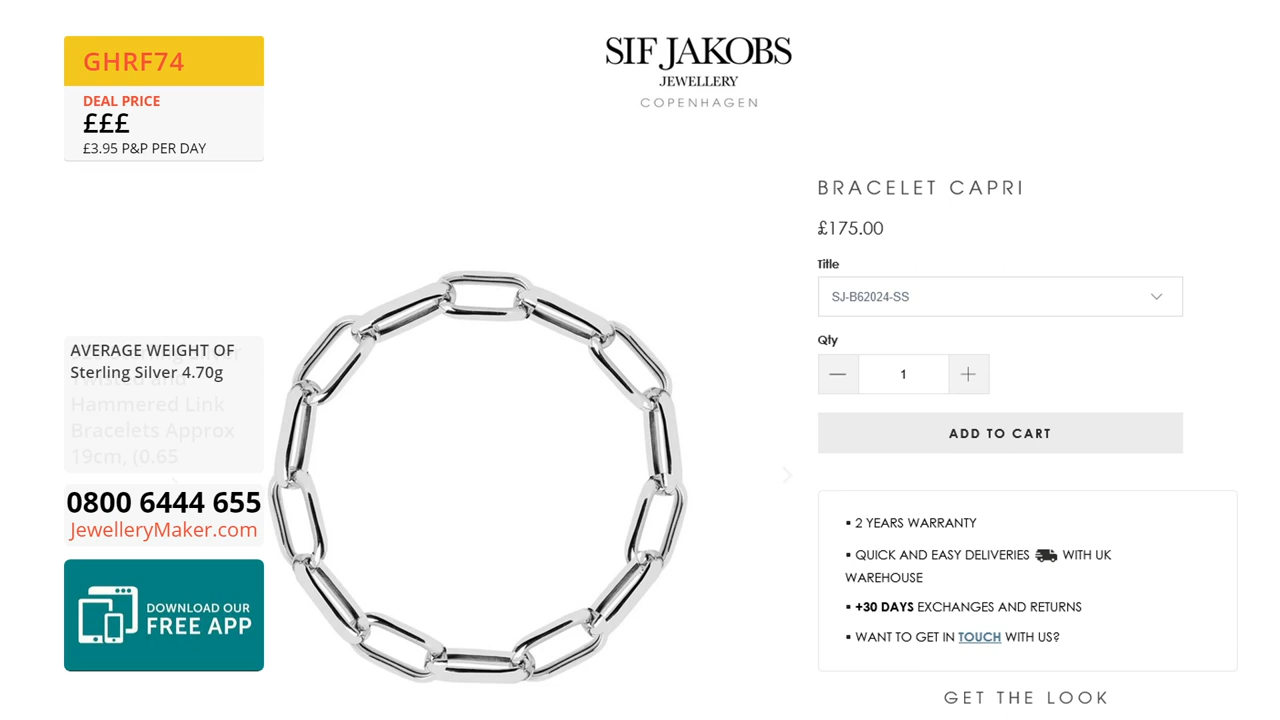 GHRF74
DEAL PRICE
£££
£3.95 P&P PER DAY
AVERAGE WEIGHT OF
Sterling Silver 4.70g
Twisted and
Hammered Link
Bracelets Approx
19cm, (0.65
0800 6444 655
JewelleryMaker.com
DOWNLOAD OUR
FREE APP
SIF JAKOBS
JEWELLERY
COPENHAGEN
BRACELET CAPRI
£175.00
Title
SJ-B62024-SS
Qty
1
ADD TO CART
▪ 2 YEARS WARRANTY
▪ QUICK AND EASY DELIVERIES WITH UK
WAREHOUSE
▪ +30 DAYS EXCHANGES AND RETURNS
▪ WANT TO GET IN TOUCH WITH US?
GET THE LOOK